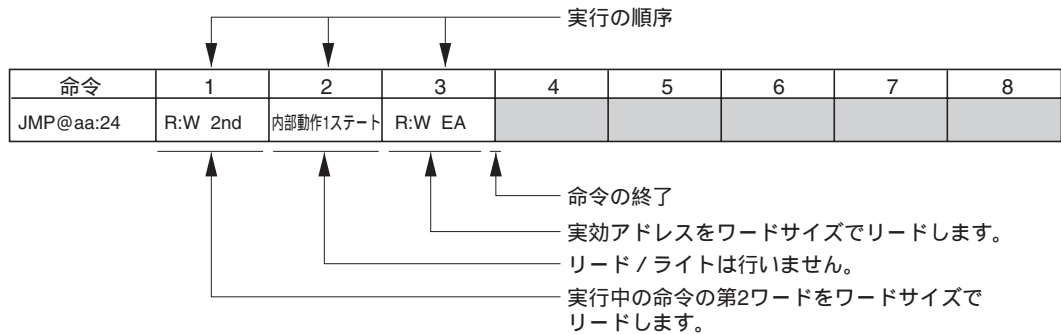 実行の順序
命令 1 2 3 4 5 6 7 8
JMP@aa:24 R:W 2nd 内部動作1ステート R:W EA
命令の終了
実効アドレスをワードサイズでリードします。
リード / ライトは行いません。
実行中の命令の第2ワードをワードサイズで
リードします。